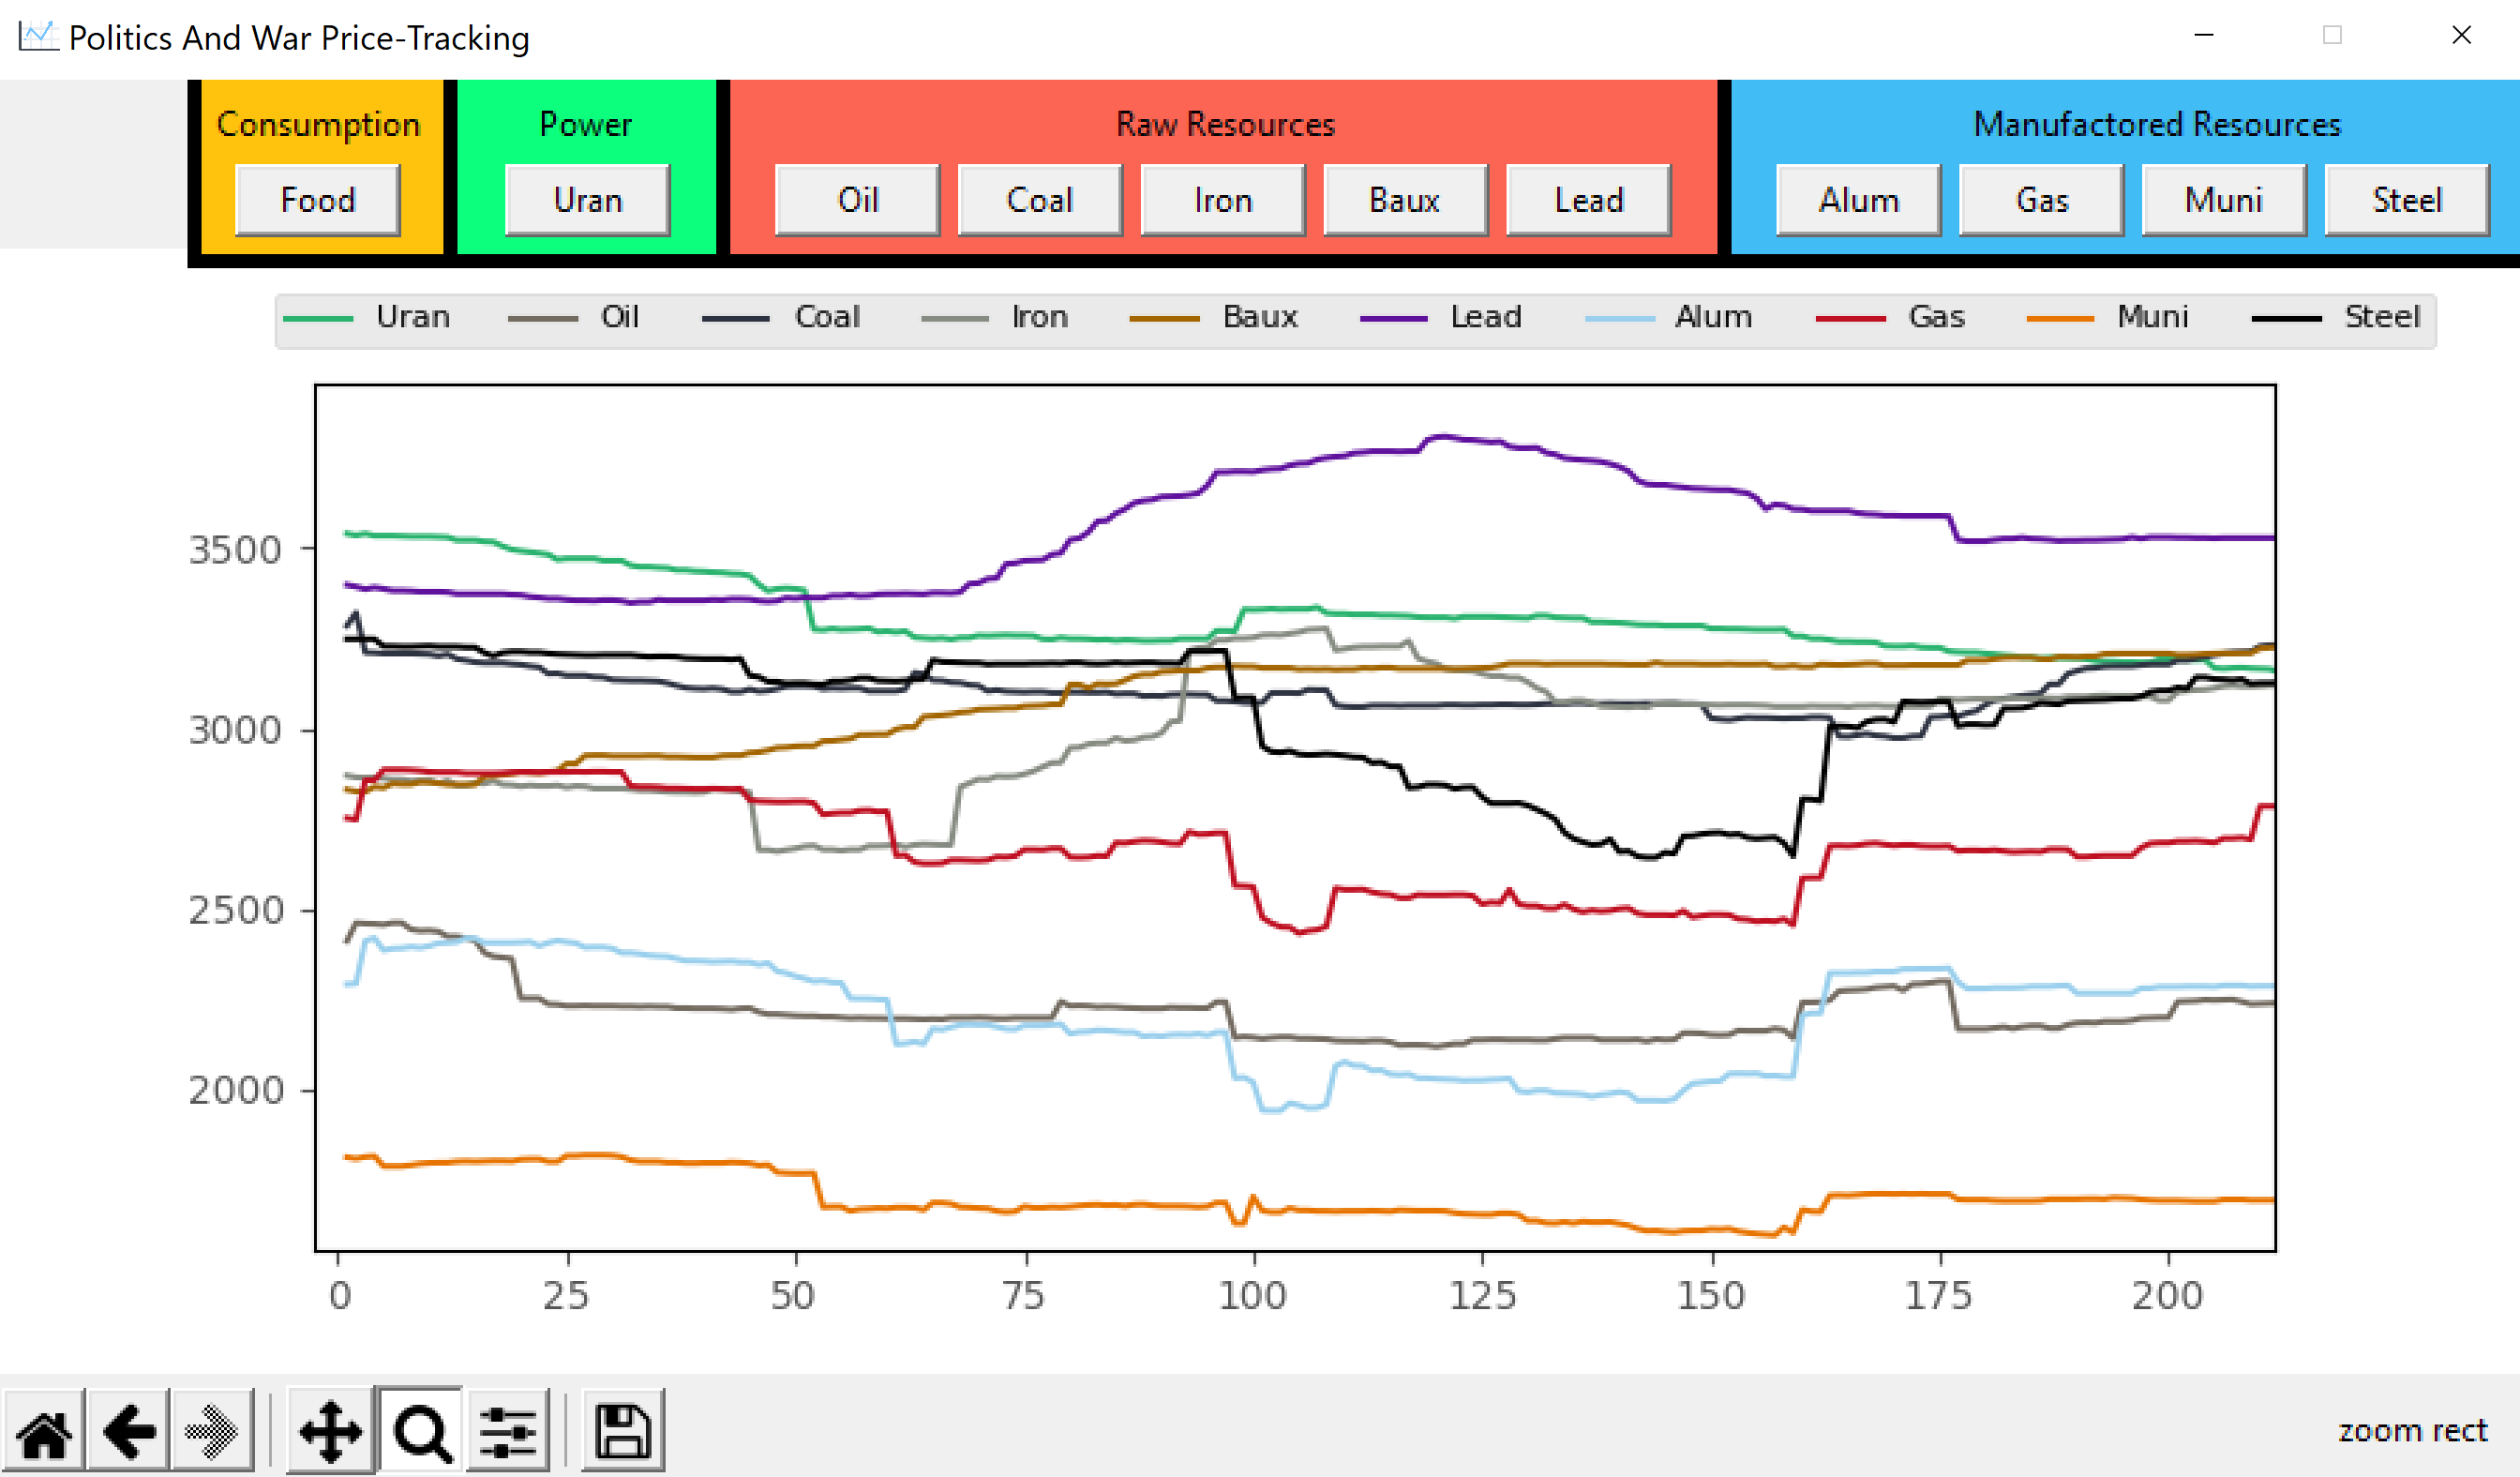 Politics And War Price-Tracking
Consumption Power Raw Resources Manufactored Resources
Food Uran Oil Coal Iron Baux Lead Alum Gas Muni Steel
Uran Oil Coal Iron Baux Lead Alum Gas Muni Steel
3500
3000
2500
2000
0 25 50 75 100 125 150 175 200
zoom rect